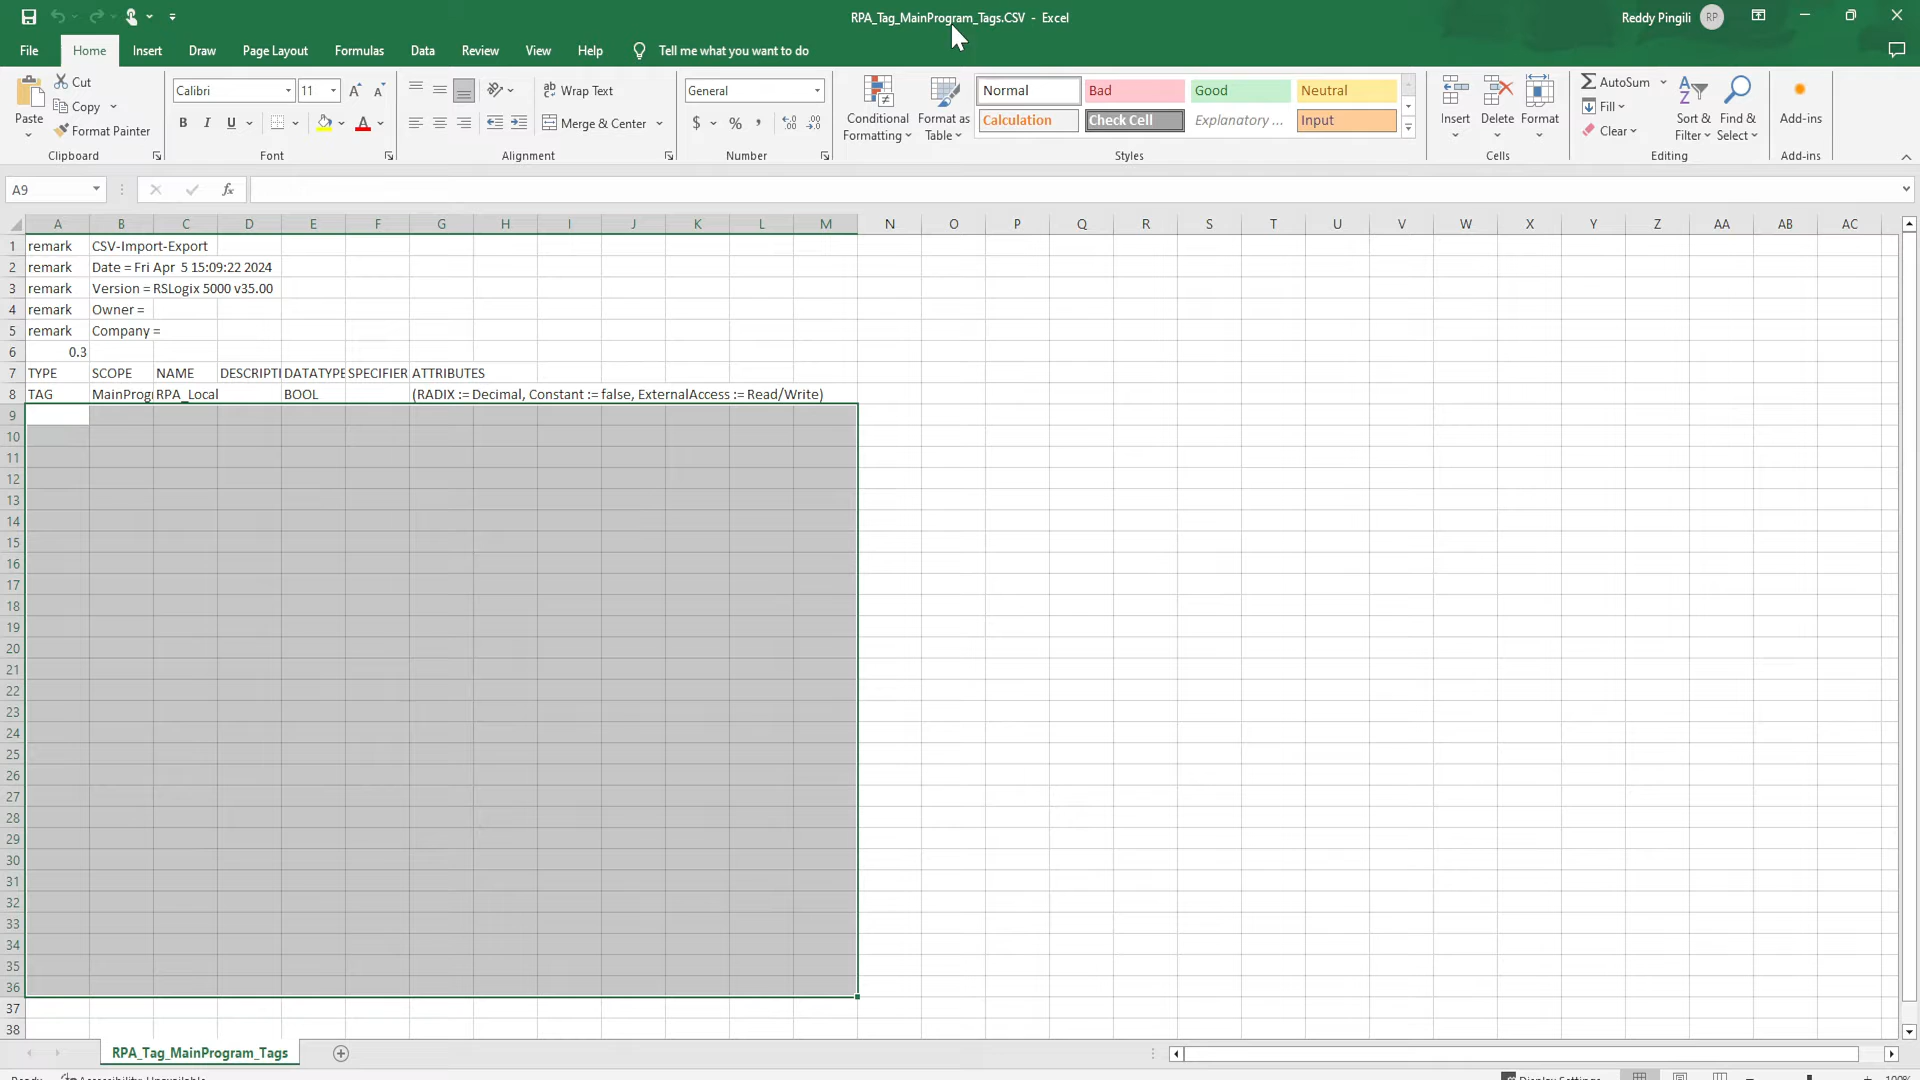 RPA_Tag_MainProgram_Tags.CSV - Excel
Reddy Pingili RP
File Home Insert Draw Page Layout Formulas Data Review View Help Tell me what you want to do
Paste
Cut
Copy
Format Painter
Clipboard
Calibri 11
B I U
Font
Wrap Text
Merge & Center
Alignment
General
$ %
Number
Conditional Formatting
Format as Table
Normal Bad Good Neutral
Calculation Check Cell Explanatory ... Input
Styles
Insert Delete Format
Cells
AutoSum
Fill
Clear
Sort & Filter
Find & Select
Editing
Add-ins
Add-ins
A9 fx
A B C D E F G H I J K L M N O P Q R S T U V W X Y Z AA AB AC
1 remark CSV-Import-Export
2 remark Date = Fri Apr 5 15:09:22 2024
3 remark Version = RSLogix 5000 v35.00
4 remark Owner =
5 remark Company =
6 0.3
7 TYPE SCOPE NAME DESCRIPTI DATATYPE SPECIFIER ATTRIBUTES
8 TAG MainProgr RPA_Local BOOL (RADIX := Decimal, Constant := false, ExternalAccess := Read/Write)
9
10
11
12
13
14
15
16
17
18
19
20
21
22
23
24
25
26
27
28
29
30
31
32
33
34
35
36
37
38
RPA_Tag_MainProgram_Tags